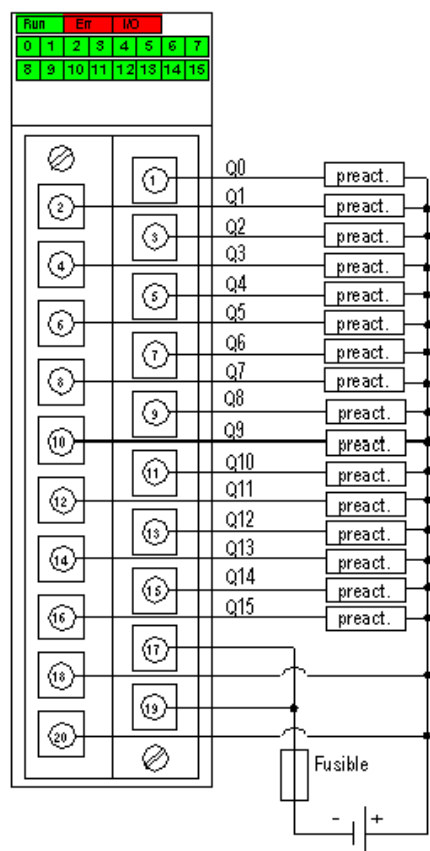 Run Err I/O
0 1 2 3 4 5 6 7
8 9 10 11 12 13 14 15
1 Q0 preact.
2 Q1 preact.
3 Q2 preact.
4 Q3 preact.
5 Q4 preact.
6 Q5 preact.
7 Q6 preact.
8 Q7 preact.
9 Q8 preact.
10 Q9 preact.
11 Q10 preact.
12 Q11 preact.
13 Q12 preact.
14 Q13 preact.
15 Q14 preact.
16 Q15 preact.
17
18
19
20
Fusible
- +